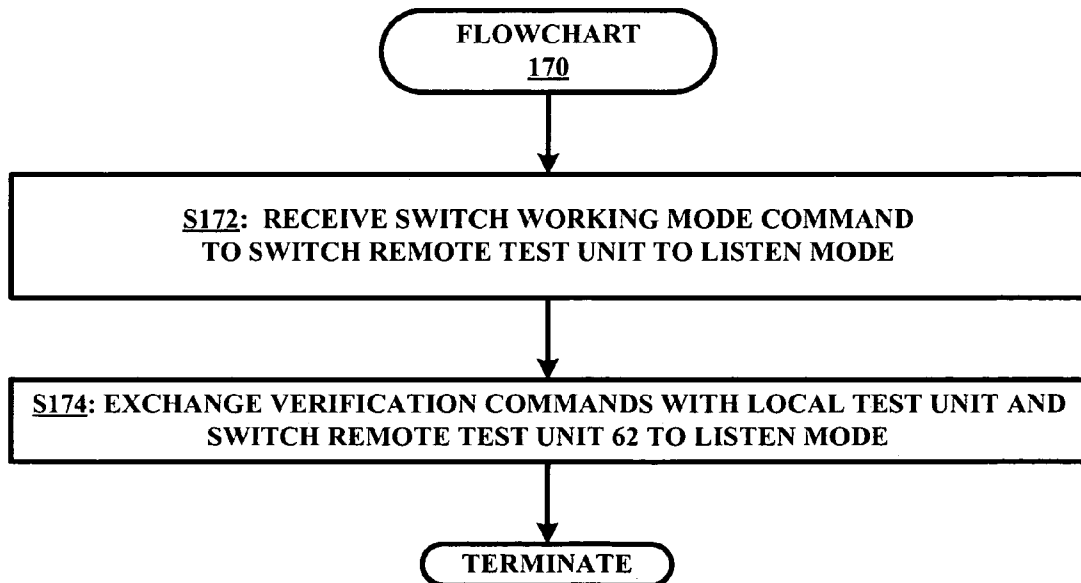 FLOWCHART
170
S172: RECEIVE SWITCH WORKING MODE COMMAND
TO SWITCH REMOTE TEST UNIT TO LISTEN MODE
S174: EXCHANGE VERIFICATION COMMANDS WITH LOCAL TEST UNIT AND
SWITCH REMOTE TEST UNIT 62 TO LISTEN MODE
TERMINATE